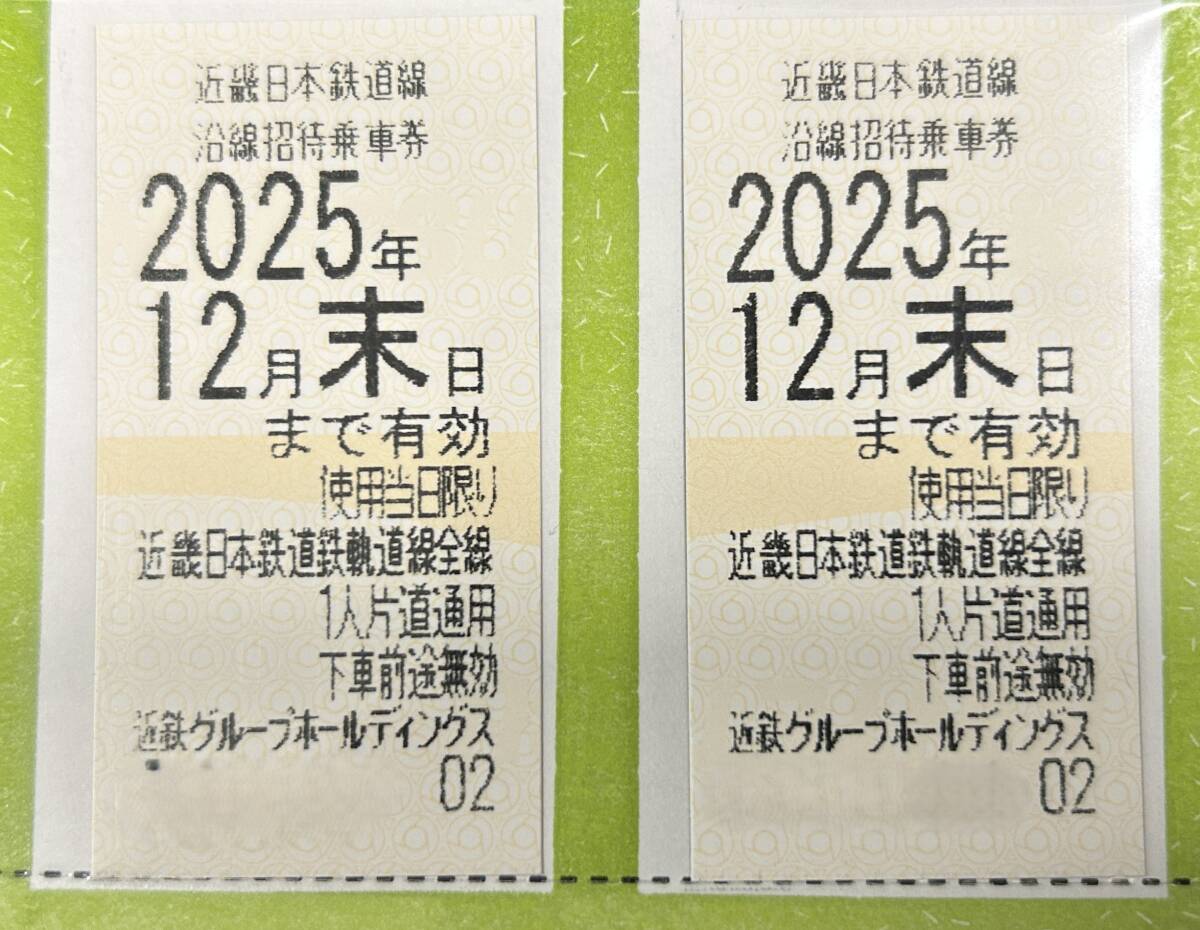 近畿日本鉄道線
沿線招待乗車券
2025年
12月末日
まで有効
使用当日限り
近畿日本鉄道鉄軌道線全線
1人片道通用
下車前途無効
近鉄グループホールディングス
02
近畿日本鉄道線
沿線招待乗車券
2025年
12月末日
まで有効
使用当日限り
近畿日本鉄道鉄軌道線全線
1人片道通用
下車前途無効
近鉄グループホールディングス
02